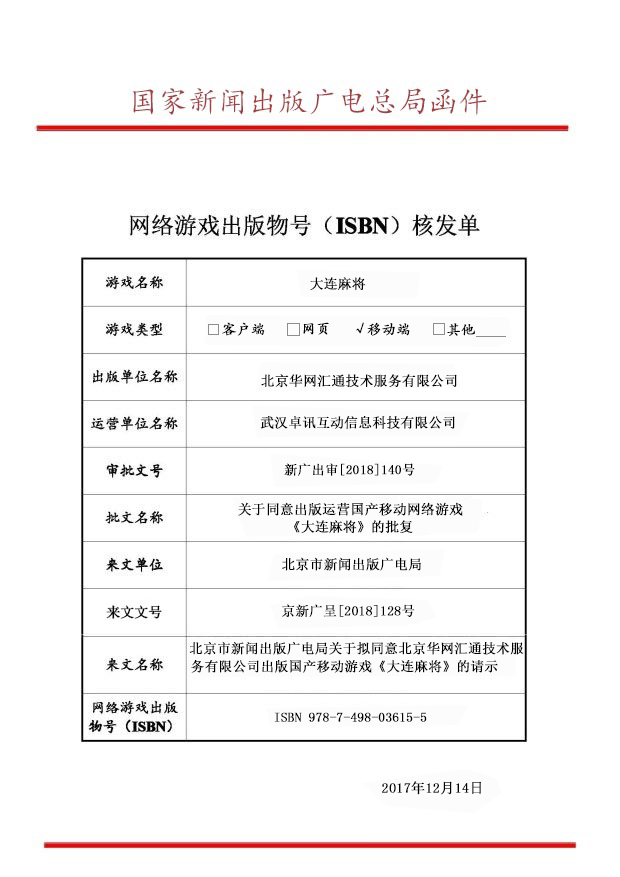 国家新闻出版广电总局函件
网络游戏出版物号（ISBN）核发单
游戏名称 大连麻将
游戏类型 □客户端 □网页 √移动端 □其他____
出版单位名称 北京华网汇通技术服务有限公司
运营单位名称 武汉卓讯互动信息科技有限公司
审批文号 新广出审[2018]140号
批文名称 关于同意出版运营国产移动网络游戏
《大连麻将》的批复
来文单位 北京市新闻出版广电局
来文文号 京新广呈[2018]128号
来文名称 北京市新闻出版广电局关于拟同意北京华网汇通技术服
务有限公司出版国产移动游戏《大连麻将》的请示
网络游戏出版
物号（ISBN） ISBN 978-7-498-03615-5
2017年12月14日